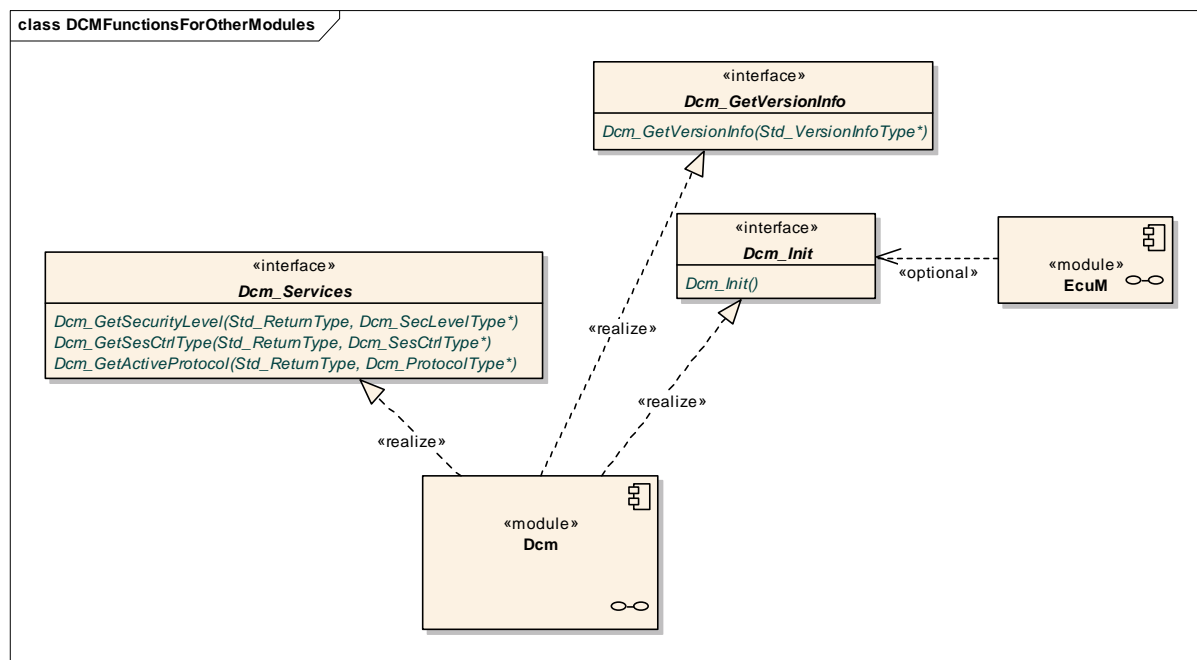 class DCMFunctionsForOtherModules
«interface»
Dcm_GetVersionInfo
Dcm_GetVersionInfo(Std_VersionInfoType*)
«interface»
Dcm_Init
Dcm_Init()
«optional»
«module»
EcuM
«interface»
Dcm_Services
Dcm_GetSecurityLevel(Std_ReturnType, Dcm_SecLevelType*)
Dcm_GetSesCtrlType(Std_ReturnType, Dcm_SesCtrlType*)
Dcm_GetActiveProtocol(Std_ReturnType, Dcm_ProtocolType*)
«realize»
«realize»
«realize»
«module»
Dcm